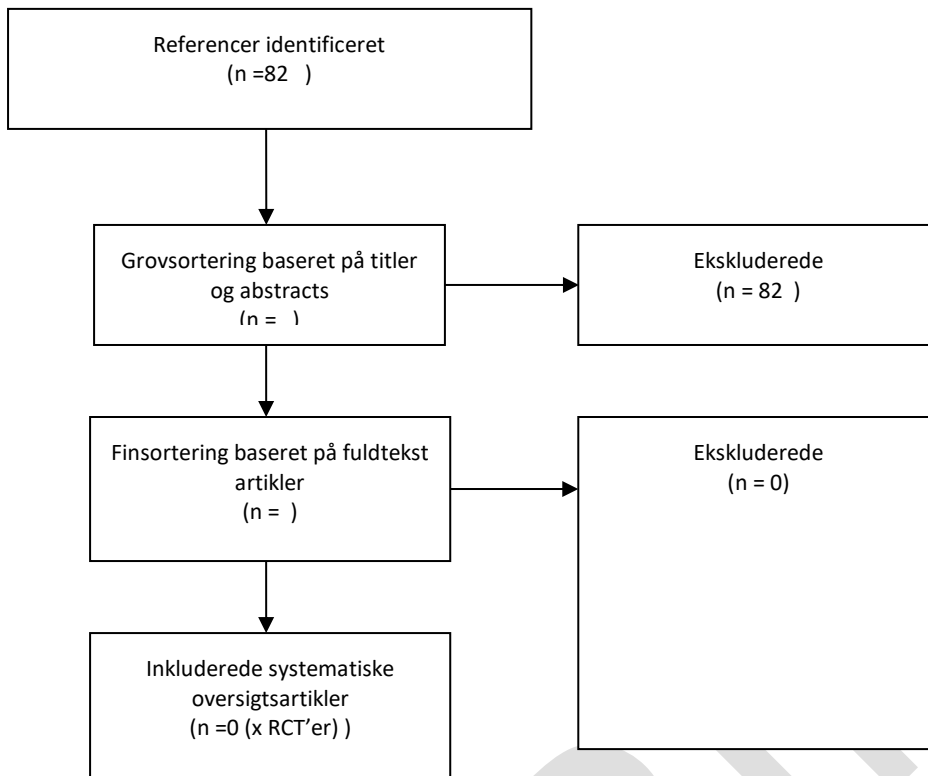 Referencer identificeret
(n =82   )
Grovsortering baseret på titler
og abstracts
(n =   )
Ekskluderede
(n = 82  )
Finsortering baseret på fuldtekst
artikler
(n =  )
Ekskluderede
(n = 0)
Inkluderede systematiske
oversigtsartikler
(n =0 (x RCT’er) )